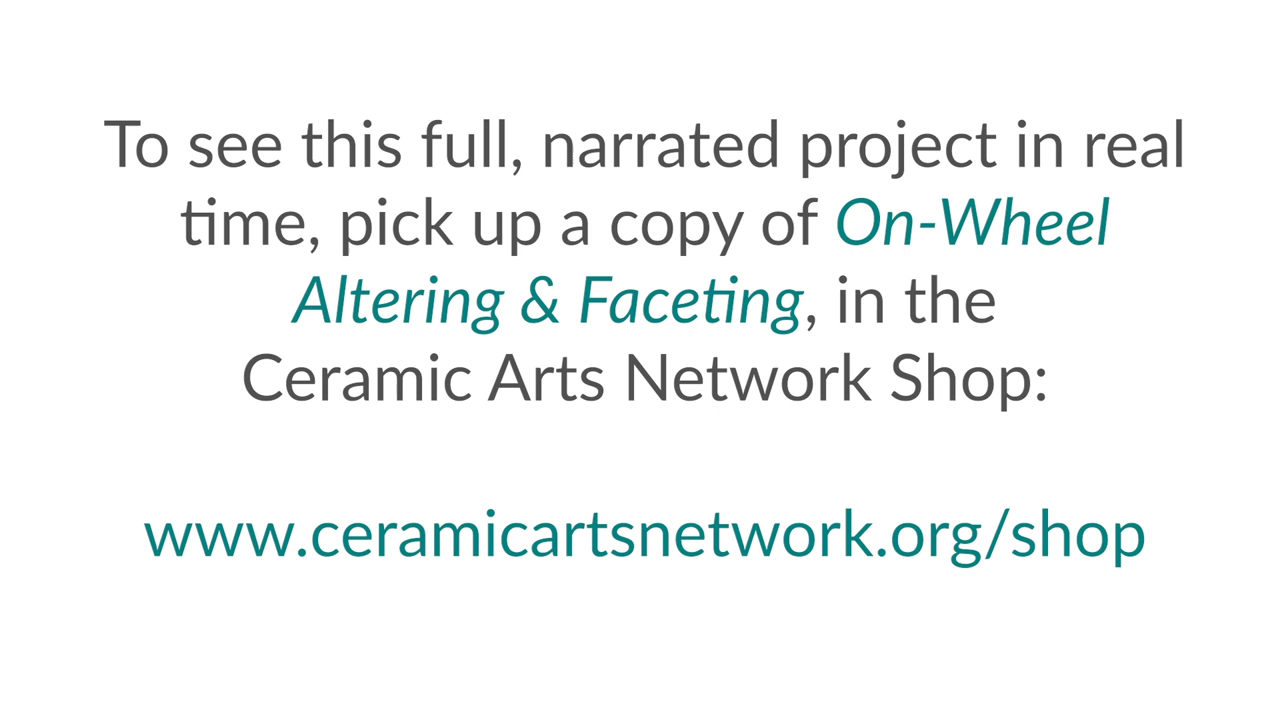 To see this full, narrated project in real
time, pick up a copy of On-Wheel
Altering & Faceting, in the
Ceramic Arts Network Shop:
www.ceramicartsnetwork.org/shop